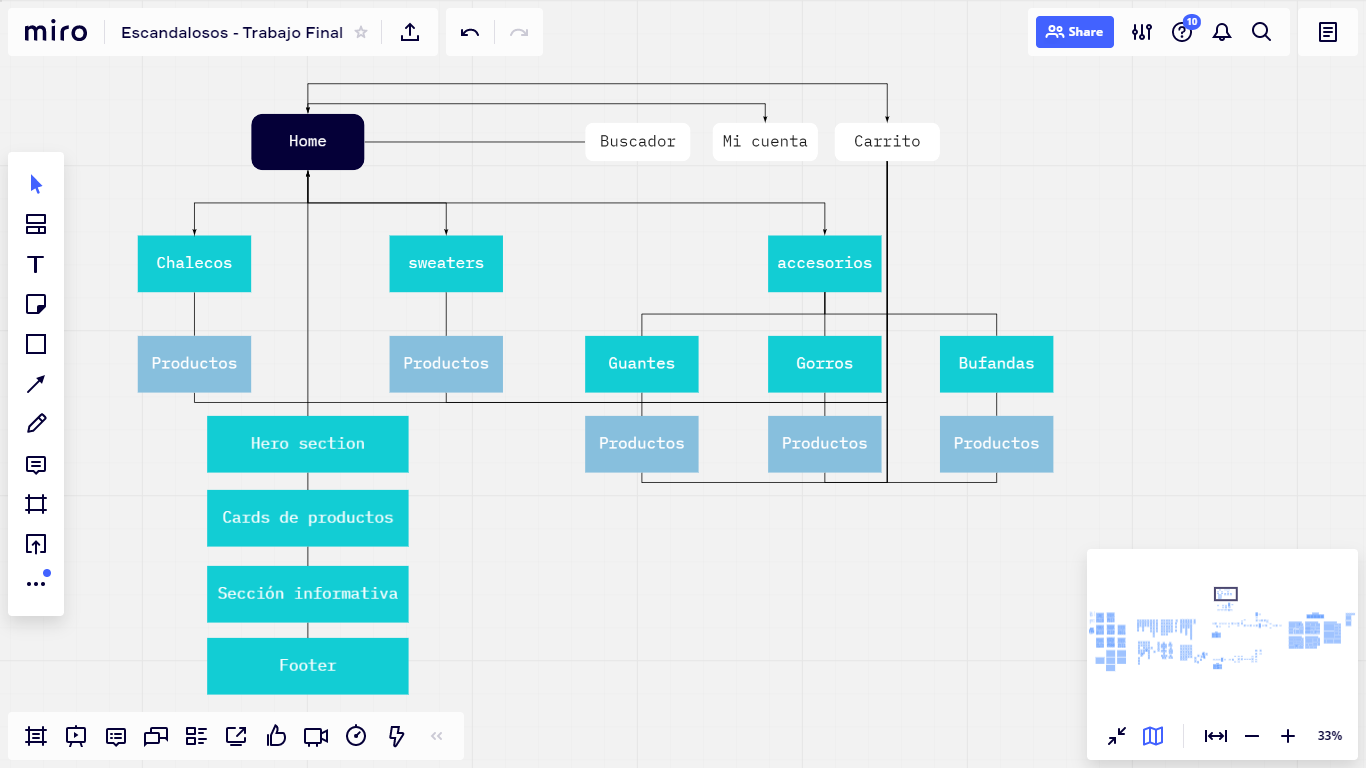 miro
Escandalosos - Trabajo Final
Share
10
Home
Buscador
Mi cuenta
Carrito
Chalecos
sweaters
accesorios
Productos
Productos
Guantes
Gorros
Bufandas
Hero section
Productos
Productos
Productos
Cards de productos
Sección informativa
Footer
33%